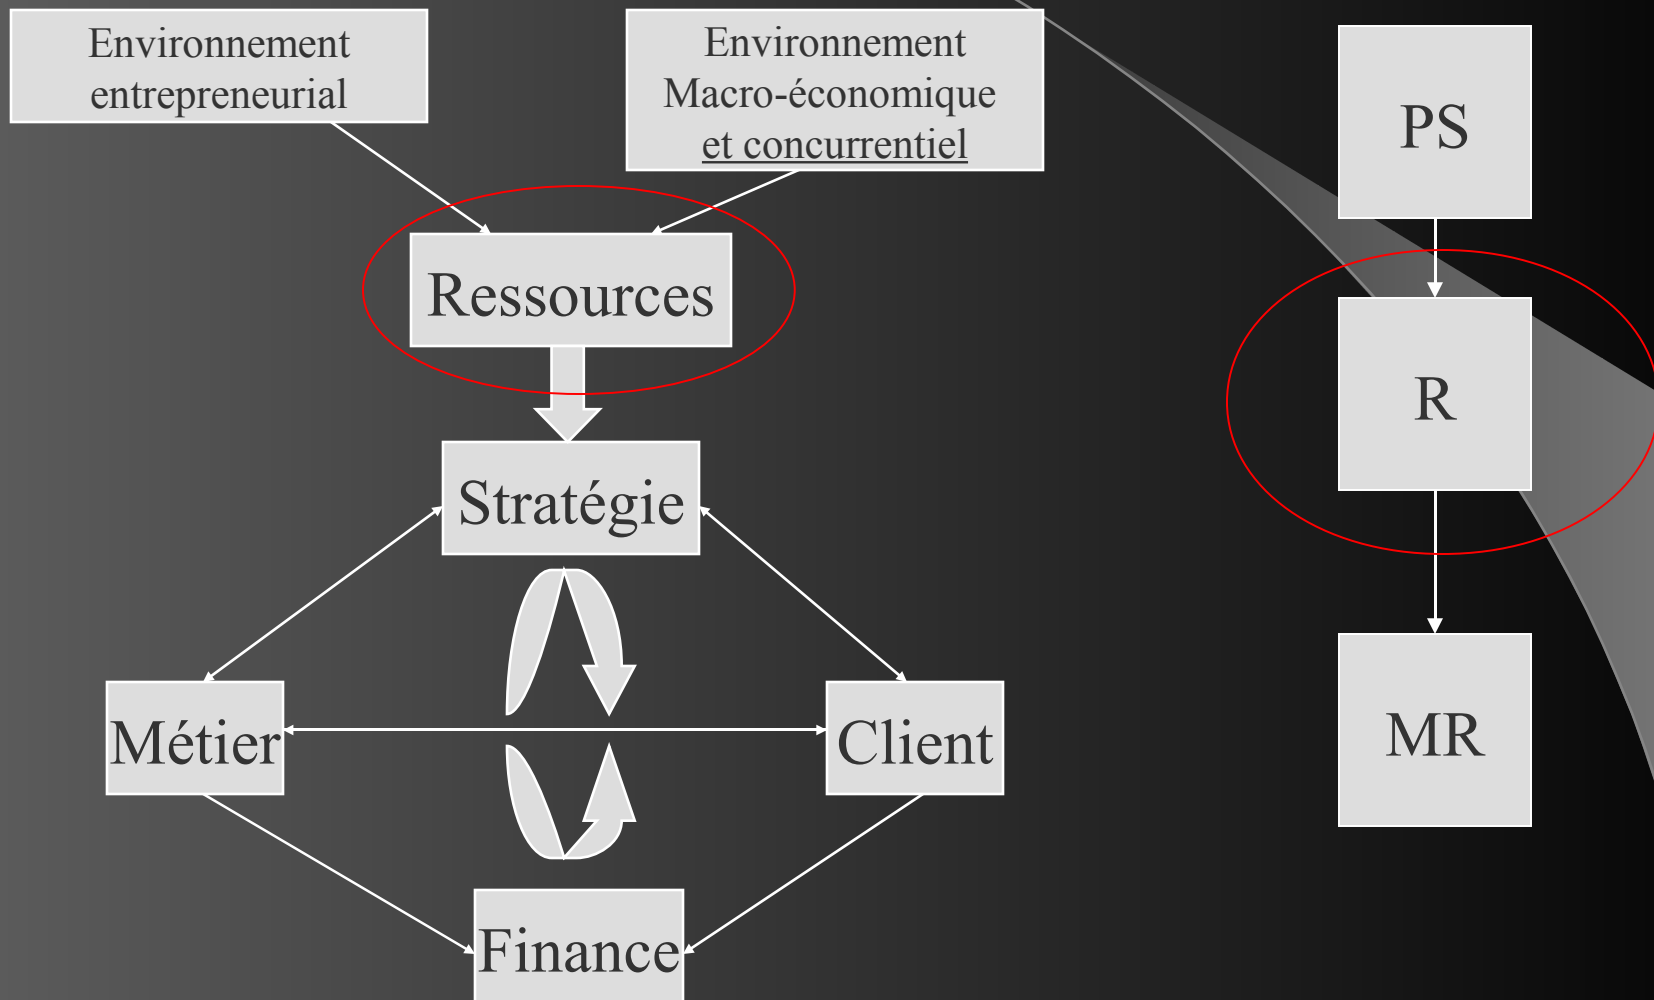 Environnement
entrepreneurial
Environnement
Macro-économique
et concurrentiel
Ressources
Stratégie
Métier
Client
Finance
PS
R
MR